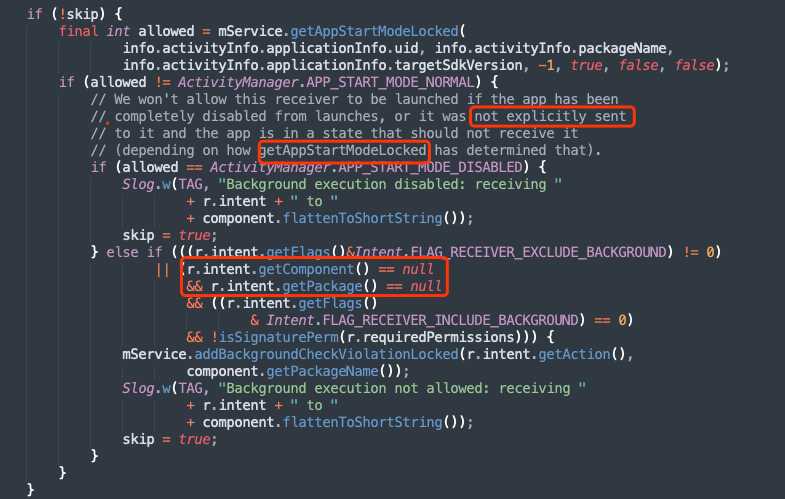 if (!skip) {
    final int allowed = mService.getAppStartModeLocked(
            info.activityInfo.applicationInfo.uid, info.activityInfo.packageName,
            info.activityInfo.applicationInfo.targetSdkVersion, -1, true, false, false);
    if (allowed != ActivityManager.APP_START_MODE_NORMAL) {
        // We won't allow this receiver to be launched if the app has been
        // completely disabled from launches, or it was not explicitly sent
        // to it and the app is in a state that should not receive it
        // (depending on how getAppStartModeLocked has determined that).
        if (allowed == ActivityManager.APP_START_MODE_DISABLED) {
            Slog.w(TAG, "Background execution disabled: receiving "
                    + r.intent + " to "
                    + component.flattenToShortString());
            skip = true;
        } else if (((r.intent.getFlags()&Intent.FLAG_RECEIVER_EXCLUDE_BACKGROUND) != 0)
                || (r.intent.getComponent() == null
                    && r.intent.getPackage() == null
                    && ((r.intent.getFlags()
                            & Intent.FLAG_RECEIVER_INCLUDE_BACKGROUND) == 0)
                    && !isSignaturePerm(r.requiredPermissions))) {
            mService.addBackgroundCheckViolationLocked(r.intent.getAction(),
                    component.getPackageName());
            Slog.w(TAG, "Background execution not allowed: receiving "
                    + r.intent + " to "
                    + component.flattenToShortString());
            skip = true;
        }
    }
}